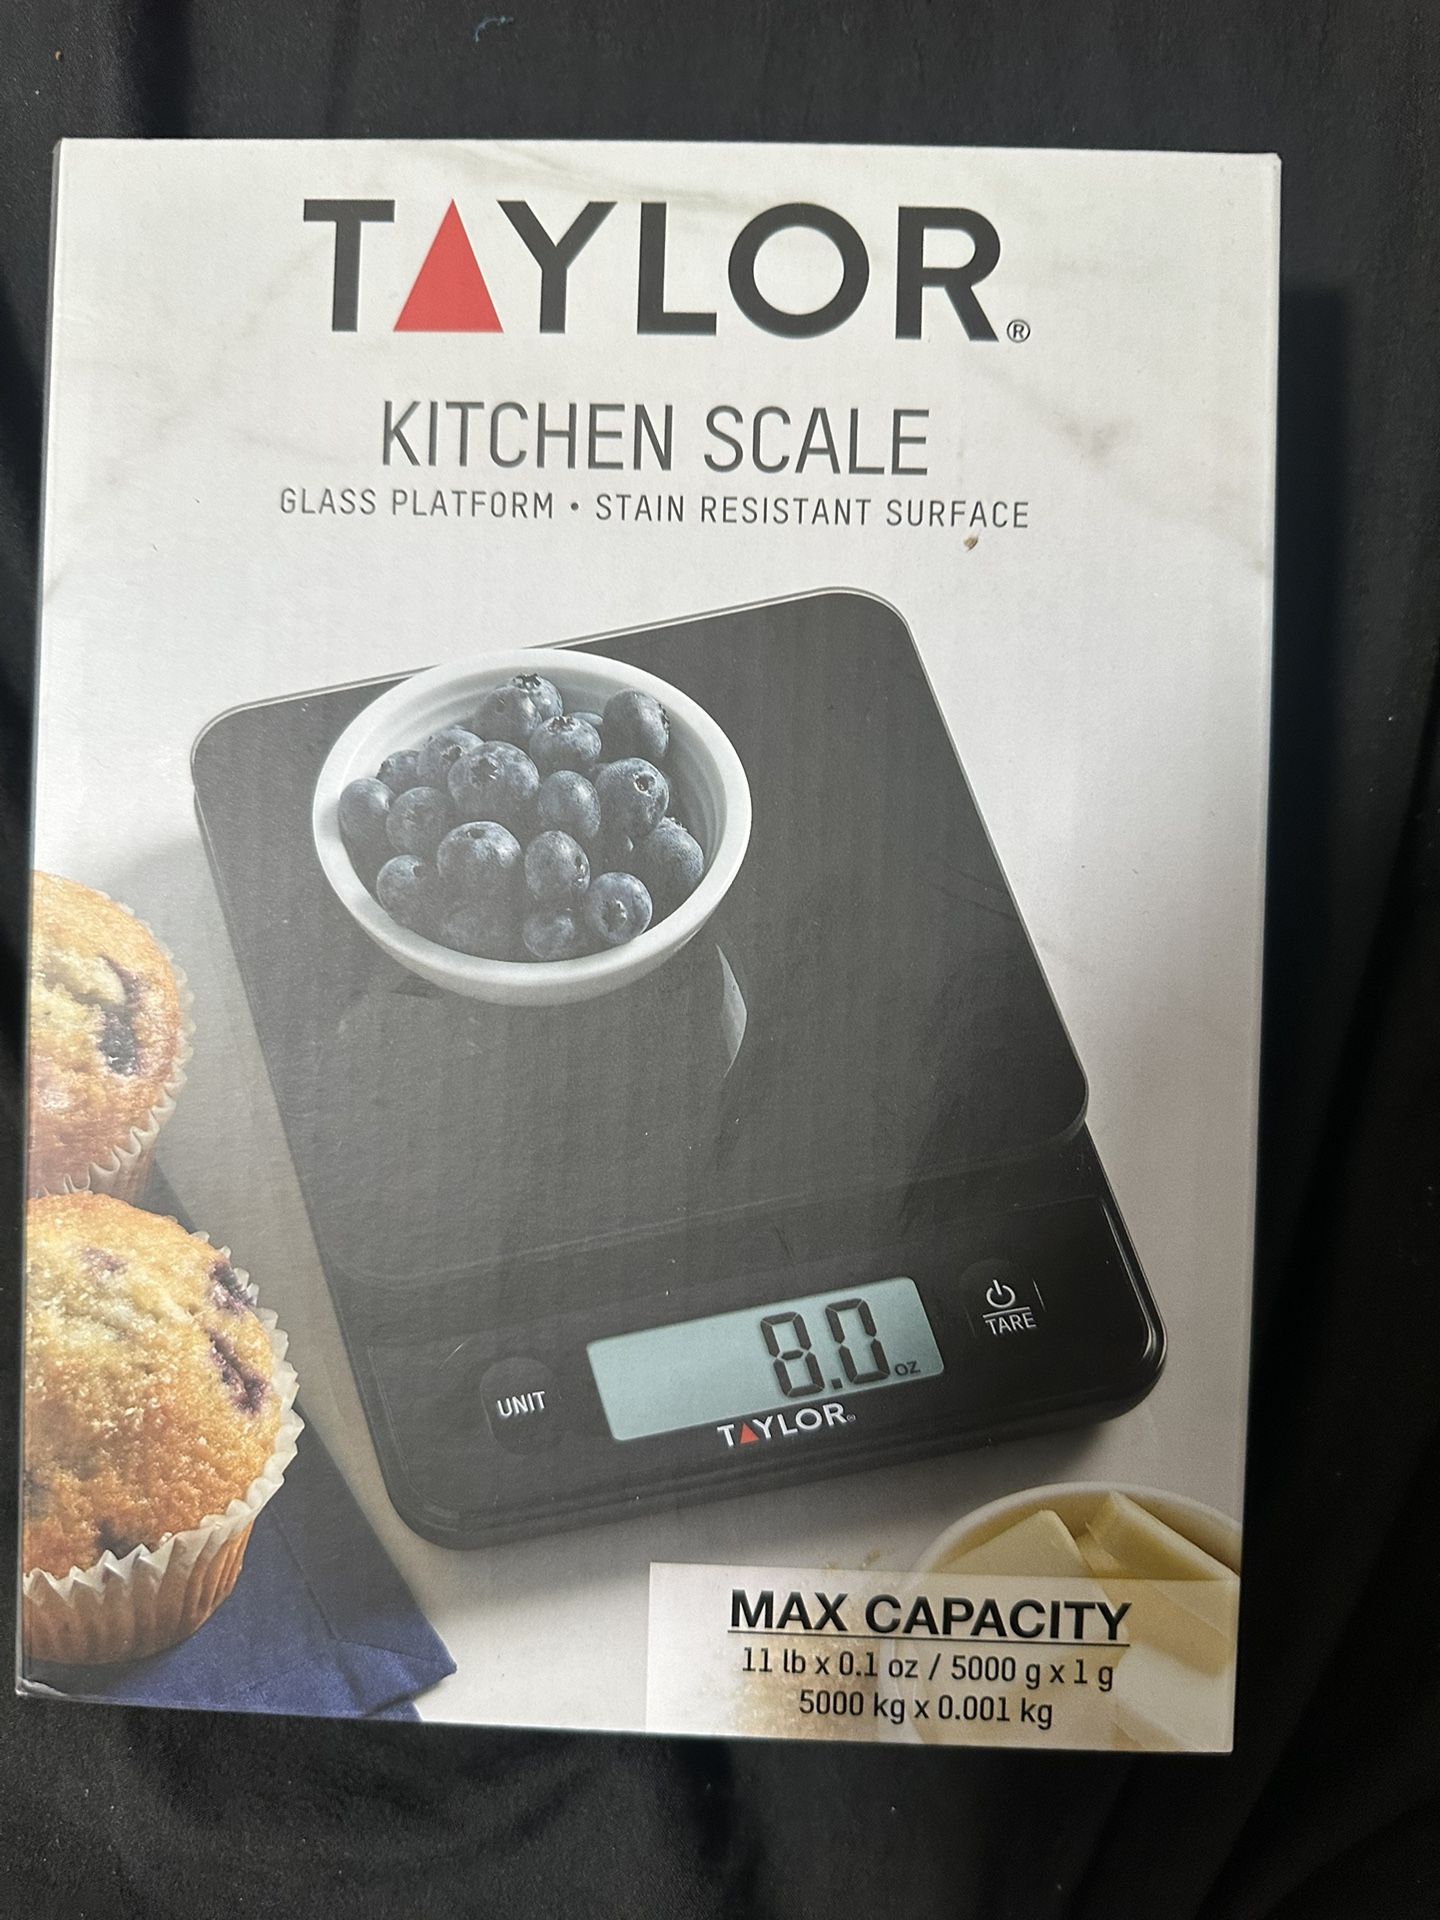 TAYLOR®
KITCHEN SCALE
GLASS PLATFORM • STAIN RESISTANT SURFACE
8.0 oz
UNIT
TARE
TAYLOR®
MAX CAPACITY
11 lb x 0.1 oz / 5000 g x 1 g
5000 kg x 0.001 kg